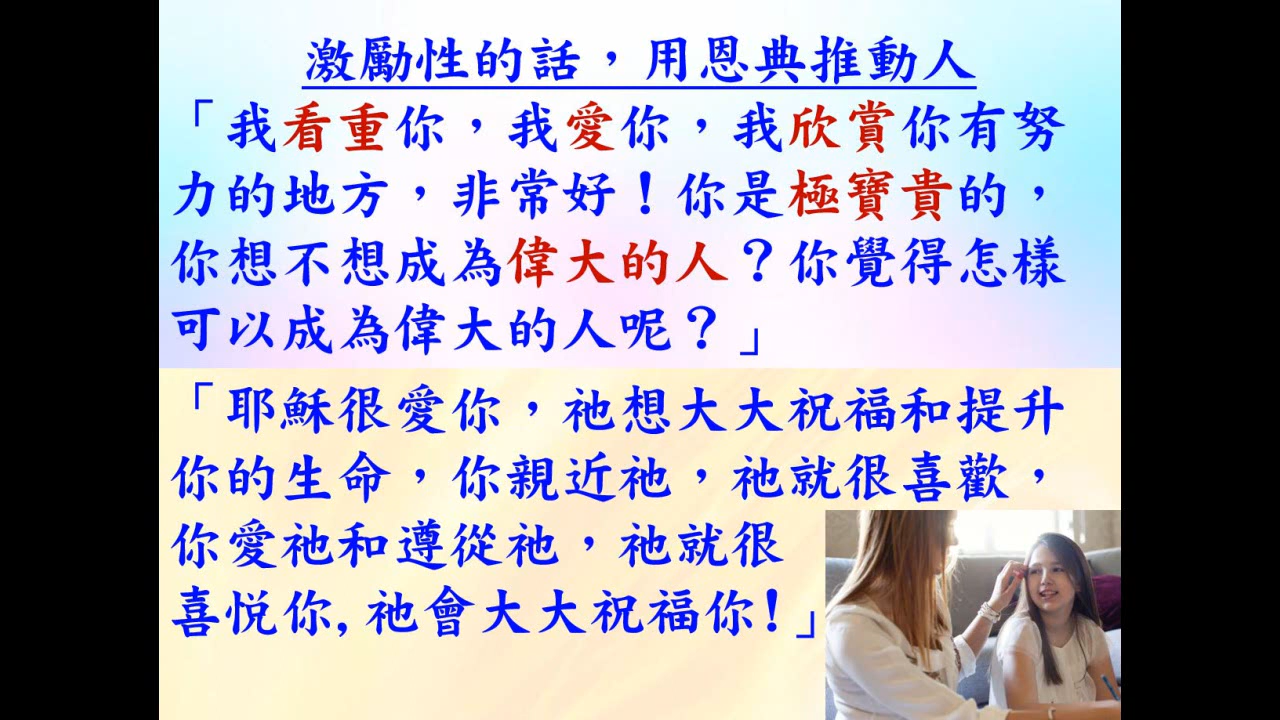 激勵性的話，用恩典推動人
「我看重你，我愛你，我欣賞你有努
力的地方，非常好！你是極寶貴的，
你想不想成為偉大的人？你覺得怎樣
可以成為偉大的人呢？」
「耶穌很愛你，祂想大大祝福和提升
你的生命，你親近祂，祂就很喜歡，
你愛祂和遵從祂，祂就很
喜悅你,祂會大大祝福你!」